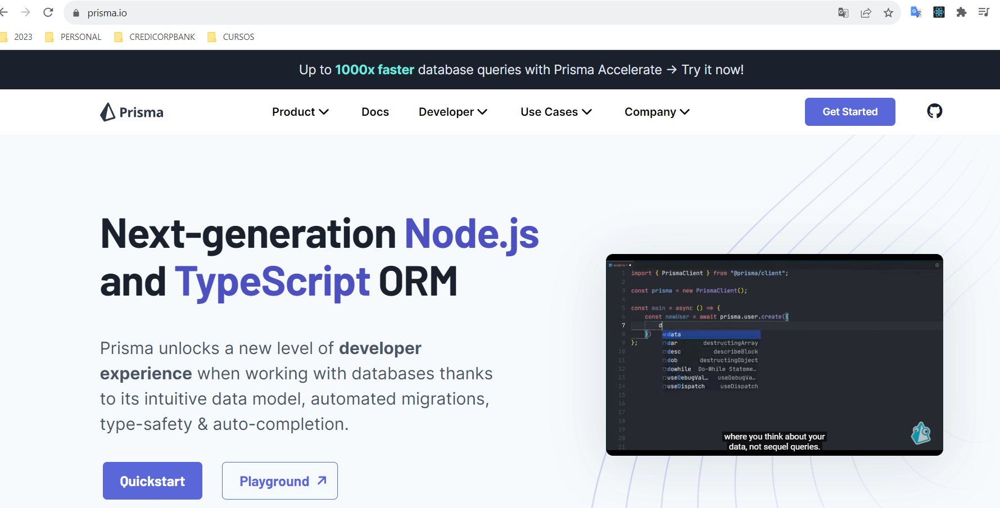 prisma.io
2023 PERSONAL CREDICORPBANK CURSOS
Up to 1000x faster database queries with Prisma Accelerate → Try it now!
Prisma Product Docs Developer Use Cases Company Get Started
Next-generation Node.js
and TypeScript ORM
Prisma unlocks a new level of developer
experience when working with databases thanks
to its intuitive data model, automated migrations,
type-safety & auto-completion.
Quickstart Playground
script.ts
1 import { PrismaClient } from "@prisma/client";
2
3 const prisma = new PrismaClient();
4
5 const main = async () => {
6 const newUser = await prisma.user.create({
7 d
8 })
data
9 };
dar destructingArray
10
desc describeBlock
11
dob destructingObject
12
dowhile Do-While Stateme…
13
useDebugVal… useDebugVa…
14
useDispatch useDispatch
15
16
17
18
19
20
21
where you think about your
data, not sequel queries.